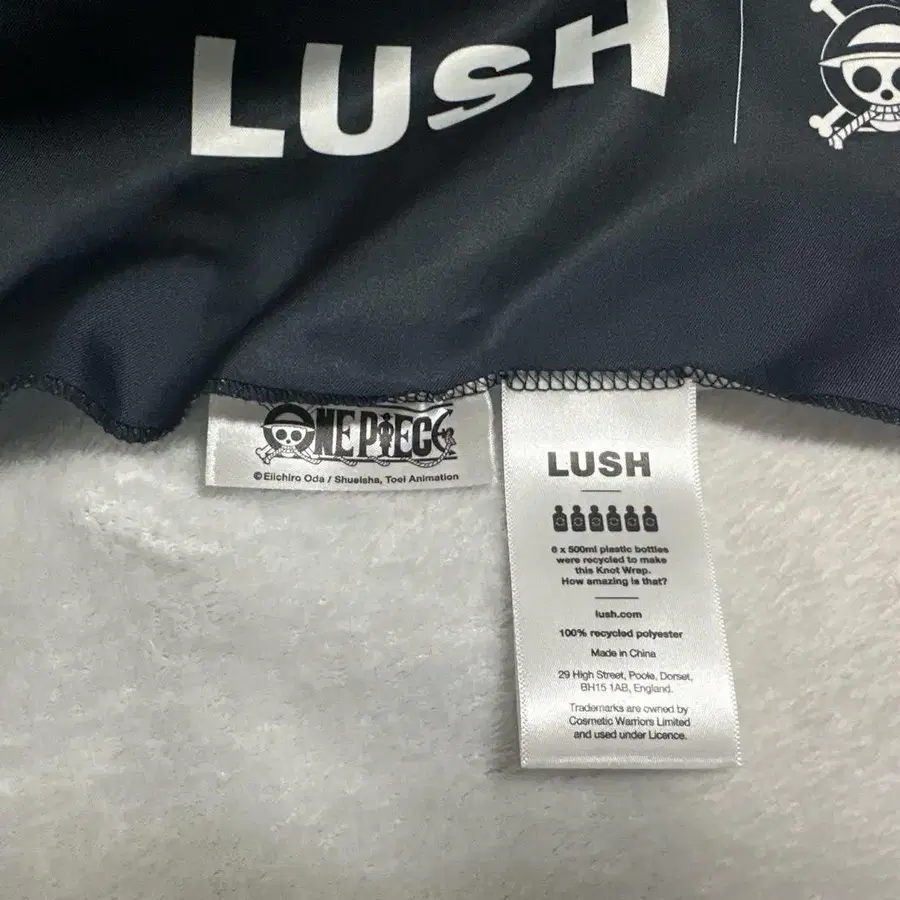 LUSH
ONE PIECE
©Eiichiro Oda / Shueisha, Toei Animation
LUSH
6 x 500ml plastic bottles
were recycled to make
this Knot Wrap.
How amazing is that?
lush.com
100% recycled polyester
Made in China
29 High Street, Poole, Dorset,
BH15 1AB, England.
Trademarks are owned by
Cosmetic Warriors Limited
and used under Licence.